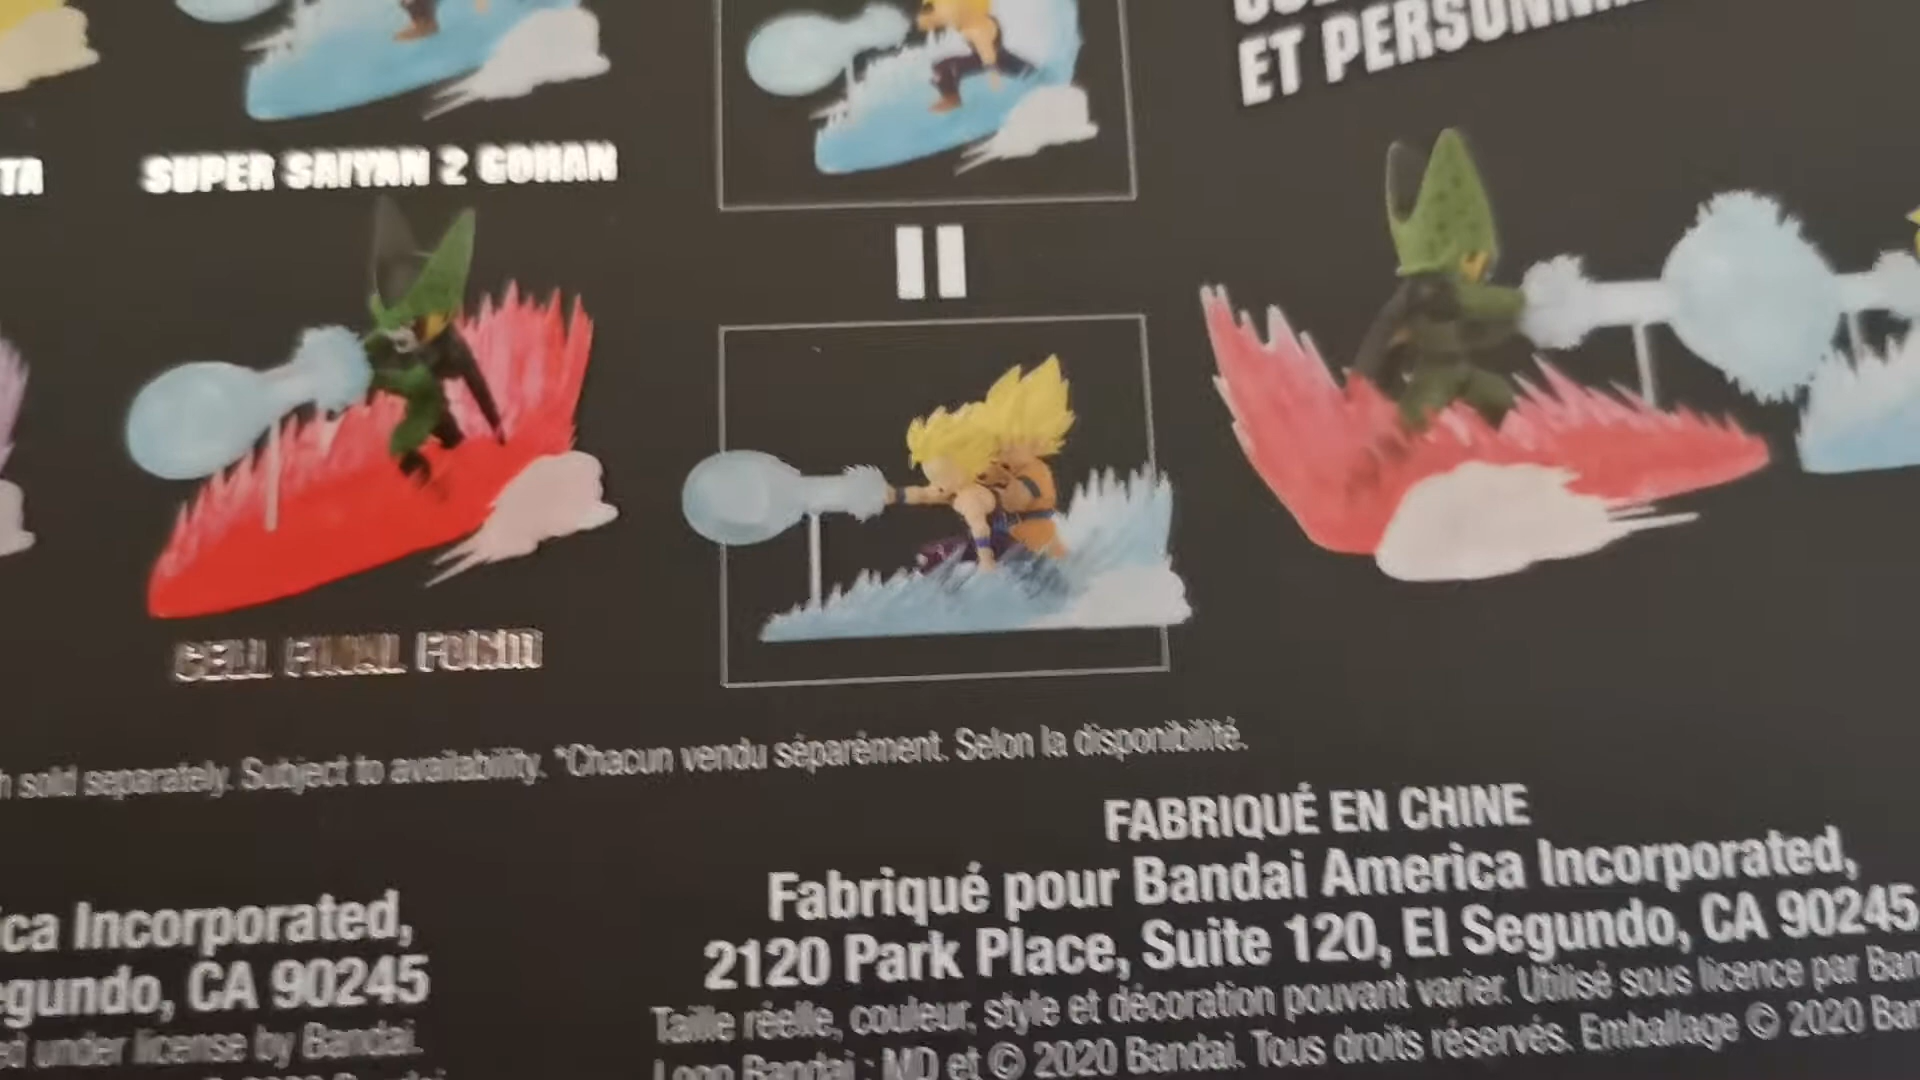 ET
TA
SUPER SAIYAN 2 GOHAN
CELL FINAL FORM
sold separately. Subject to availability. *Chacun vendu séparément. Selon la disponibilité.
FABRIQUÉ EN CHINE
Fabriqué pour Bandai America Incorporated,
2120 Park Place, Suite 120, El Segundo, CA 90245
Taille réelle, couleur, style et décoration pouvant varier. Utilisé sous licence par Ban
Logo Bandai : MD et © 2020 Bandai. Tous droits réservés. Emballage © 2020 Ban
ica Incorporated,
egundo, CA 90245
ed under license by Bandai.